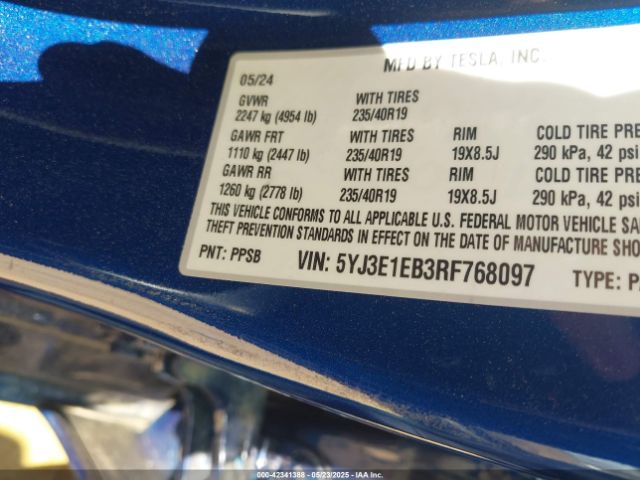 MFD BY TESLA, INC.
05/24
GVWR WITH TIRES
2247 kg (4954 lb) 235/40R19
GAWR FRT WITH TIRES RIM COLD TIRE PRE
1110 kg (2447 lb) 235/40R19 19X8.5J 290 kPa, 42 psi
GAWR RR WITH TIRES RIM COLD TIRE PRE
1260 kg (2778 lb) 235/40R19 19X8.5J 290 kPa, 42 psi
THIS VEHICLE CONFORMS TO ALL APPLICABLE U.S. FEDERAL MOTOR VEHICLE SA
THEFT PREVENTION STANDARDS IN EFFECT ON THE DATE OF MANUFACTURE SHO
PNT: PPSB VIN: 5YJ3E1EB3RF768097 TYPE: PA
000-42341388 - 05/23/2025 - IAAI.COM